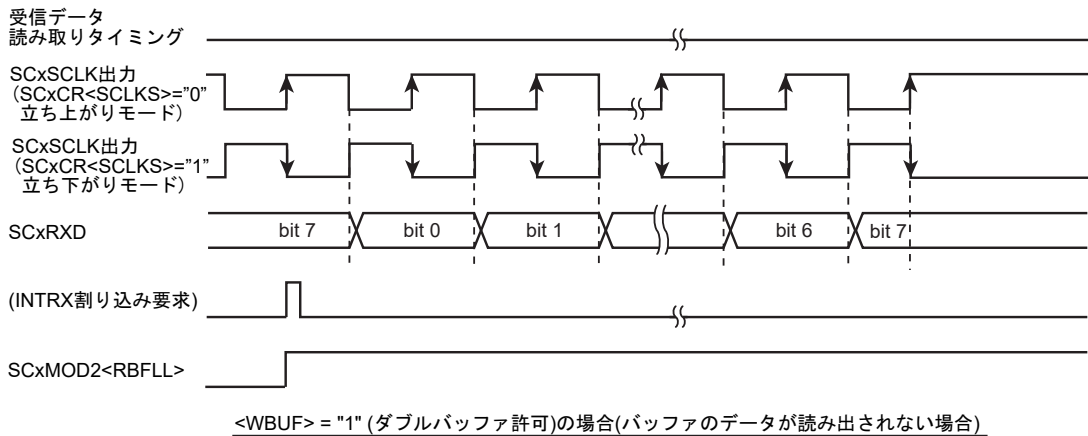 受信データ
読み取りタイミング
SCxSCLK出力
(SCxCR<SCLKS>="0"
立ち上がりモード)
SCxSCLK出力
(SCxCR<SCLKS>="1"
立ち下がりモード)
SCxRXD bit 7 bit 0 bit 1 bit 6 bit 7
(INTRX割り込み要求)
SCxMOD2<RBFLL>
<WBUF> = "1" (ダブルバッファ許可)の場合(バッファのデータが読み出されない場合)